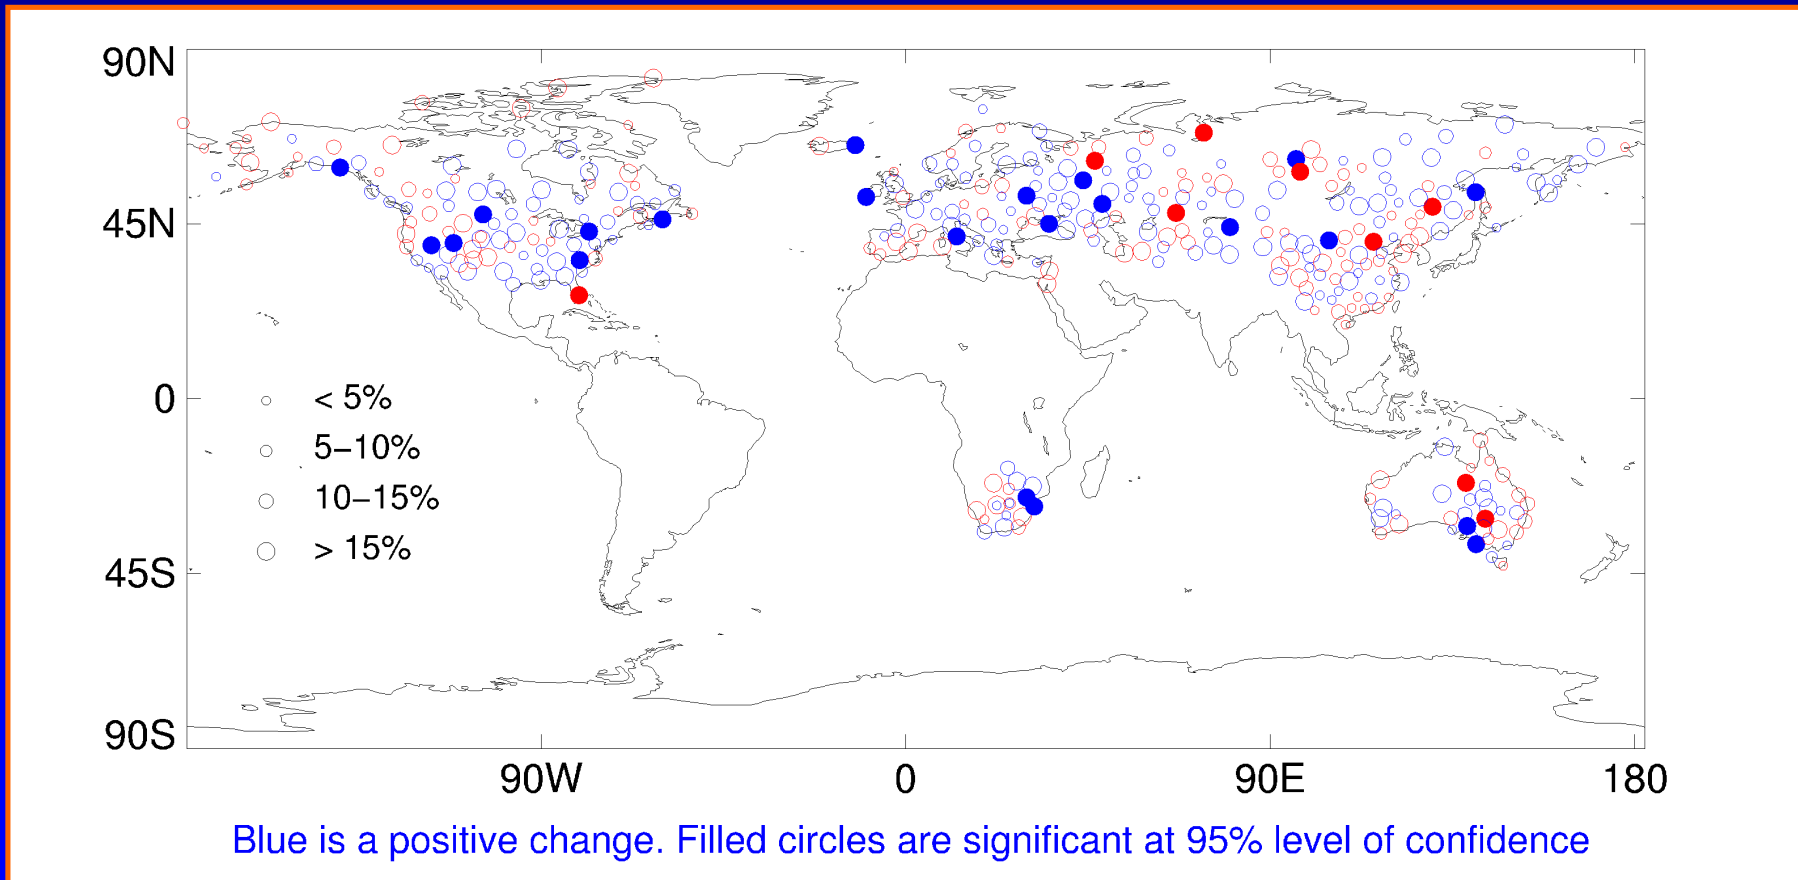 90N
45N
0
45S
90S
< 5%
5−10%
10−15%
> 15%
90W 0 90E 180
Blue is a positive change. Filled circles are significant at 95% level of confidence